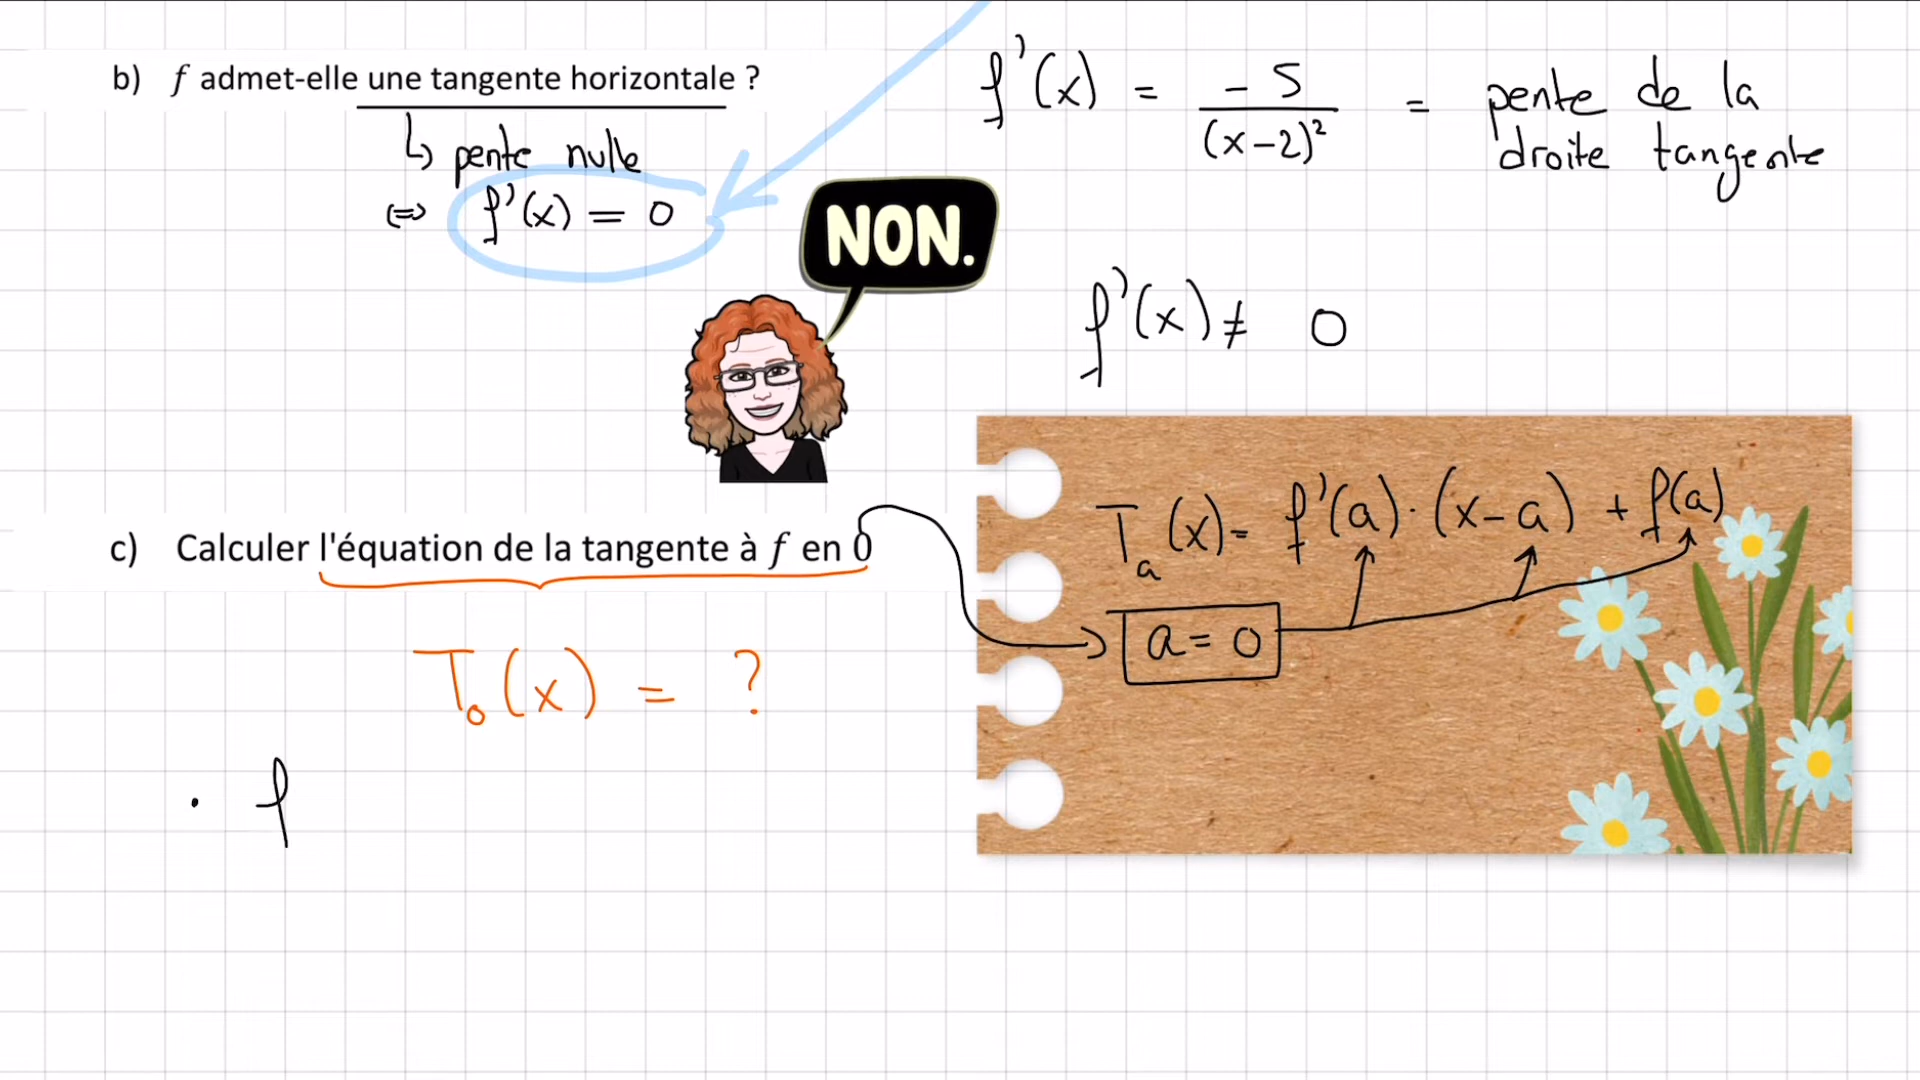 b) f admet-elle une tangente horizontale ?
↳ pente nulle
⇔ f'(x) = 0
NON.
f'(x) = -5/(x-2)² = pente de la
droite tangente
f'(x) ≠ 0
c) Calculer l'équation de la tangente à f en 0
T₀(x) = ?
· f
Tₐ(x) = f'(a)·(x-a) + f(a)
a = 0